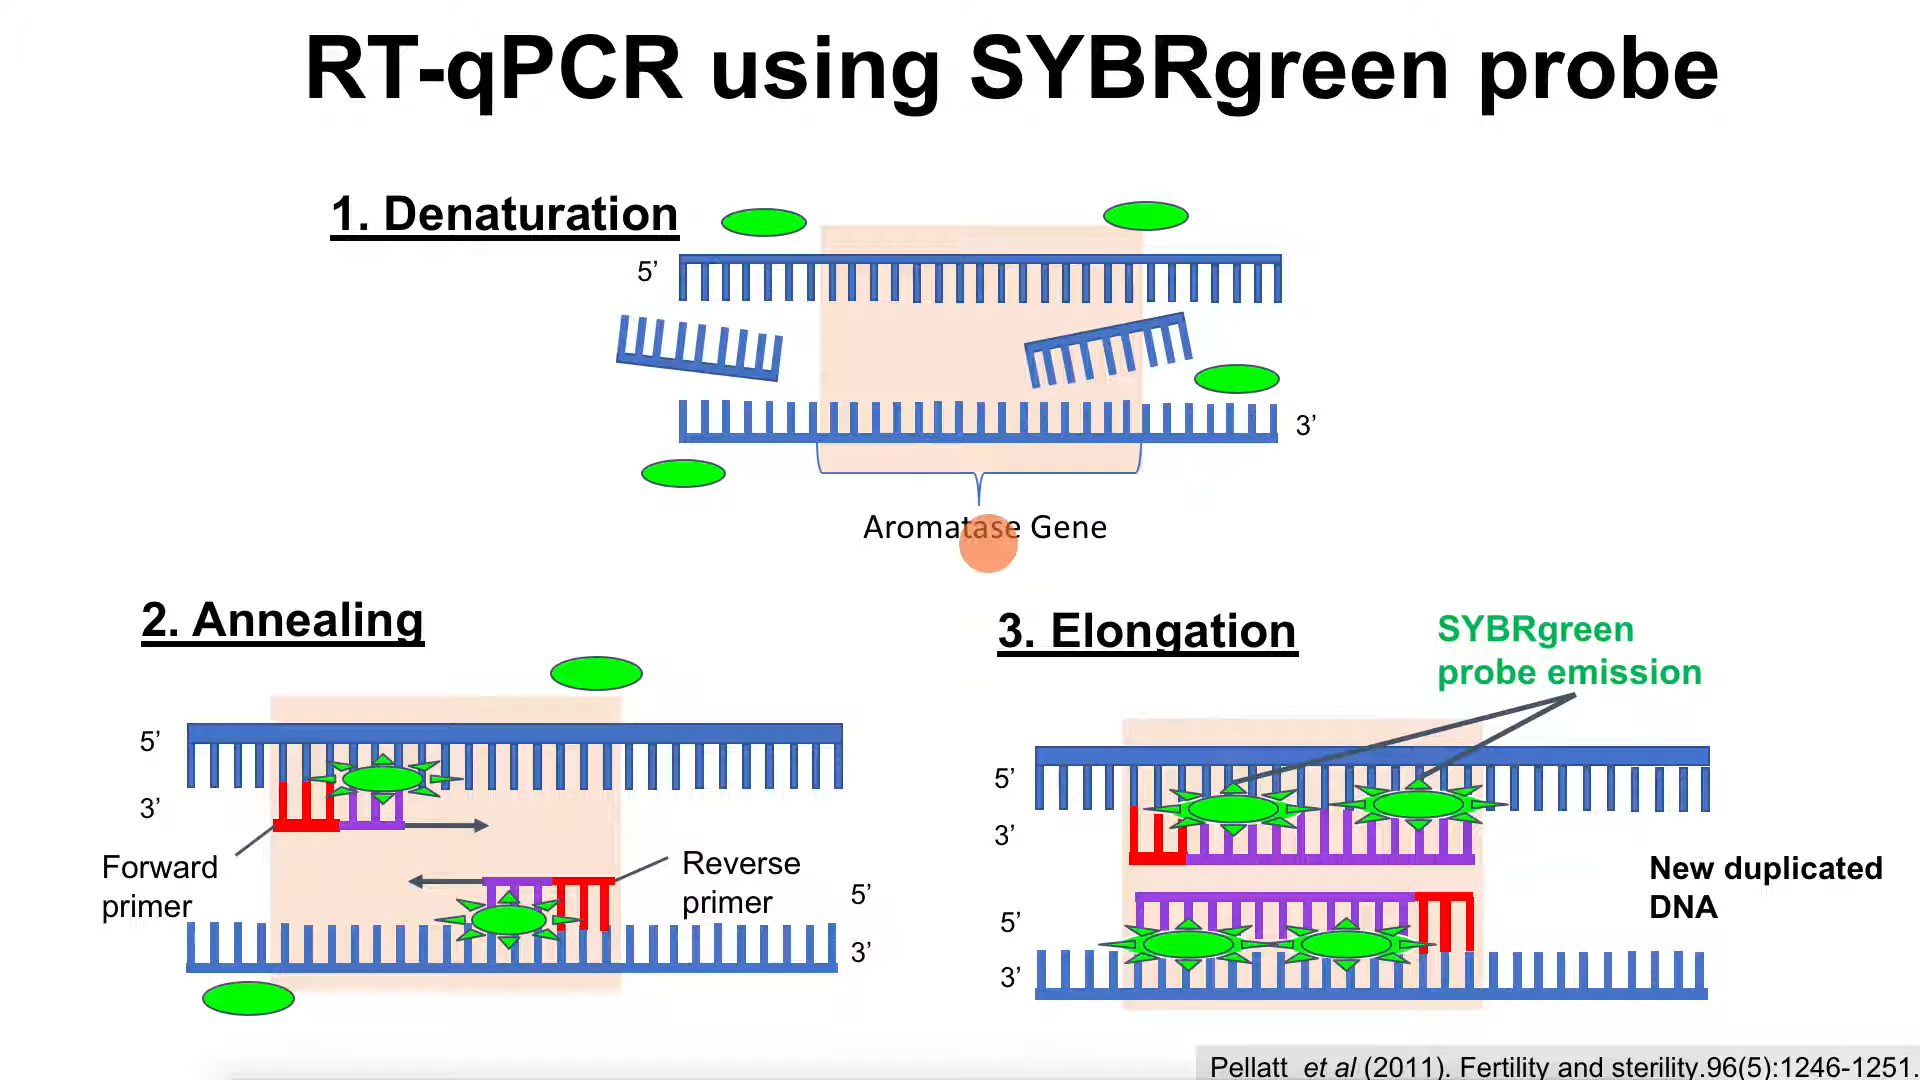 RT-qPCR using SYBRgreen probe
1. Denaturation
5’
3’
Aromatase Gene
2. Annealing
5’
3’
Forward
primer
Reverse
primer
5’
3’
3. Elongation
SYBRgreen
probe emission
5’
3’
New duplicated
DNA
5’
3’
Pellatt et al (2011). Fertility and sterility.96(5):1246-1251.